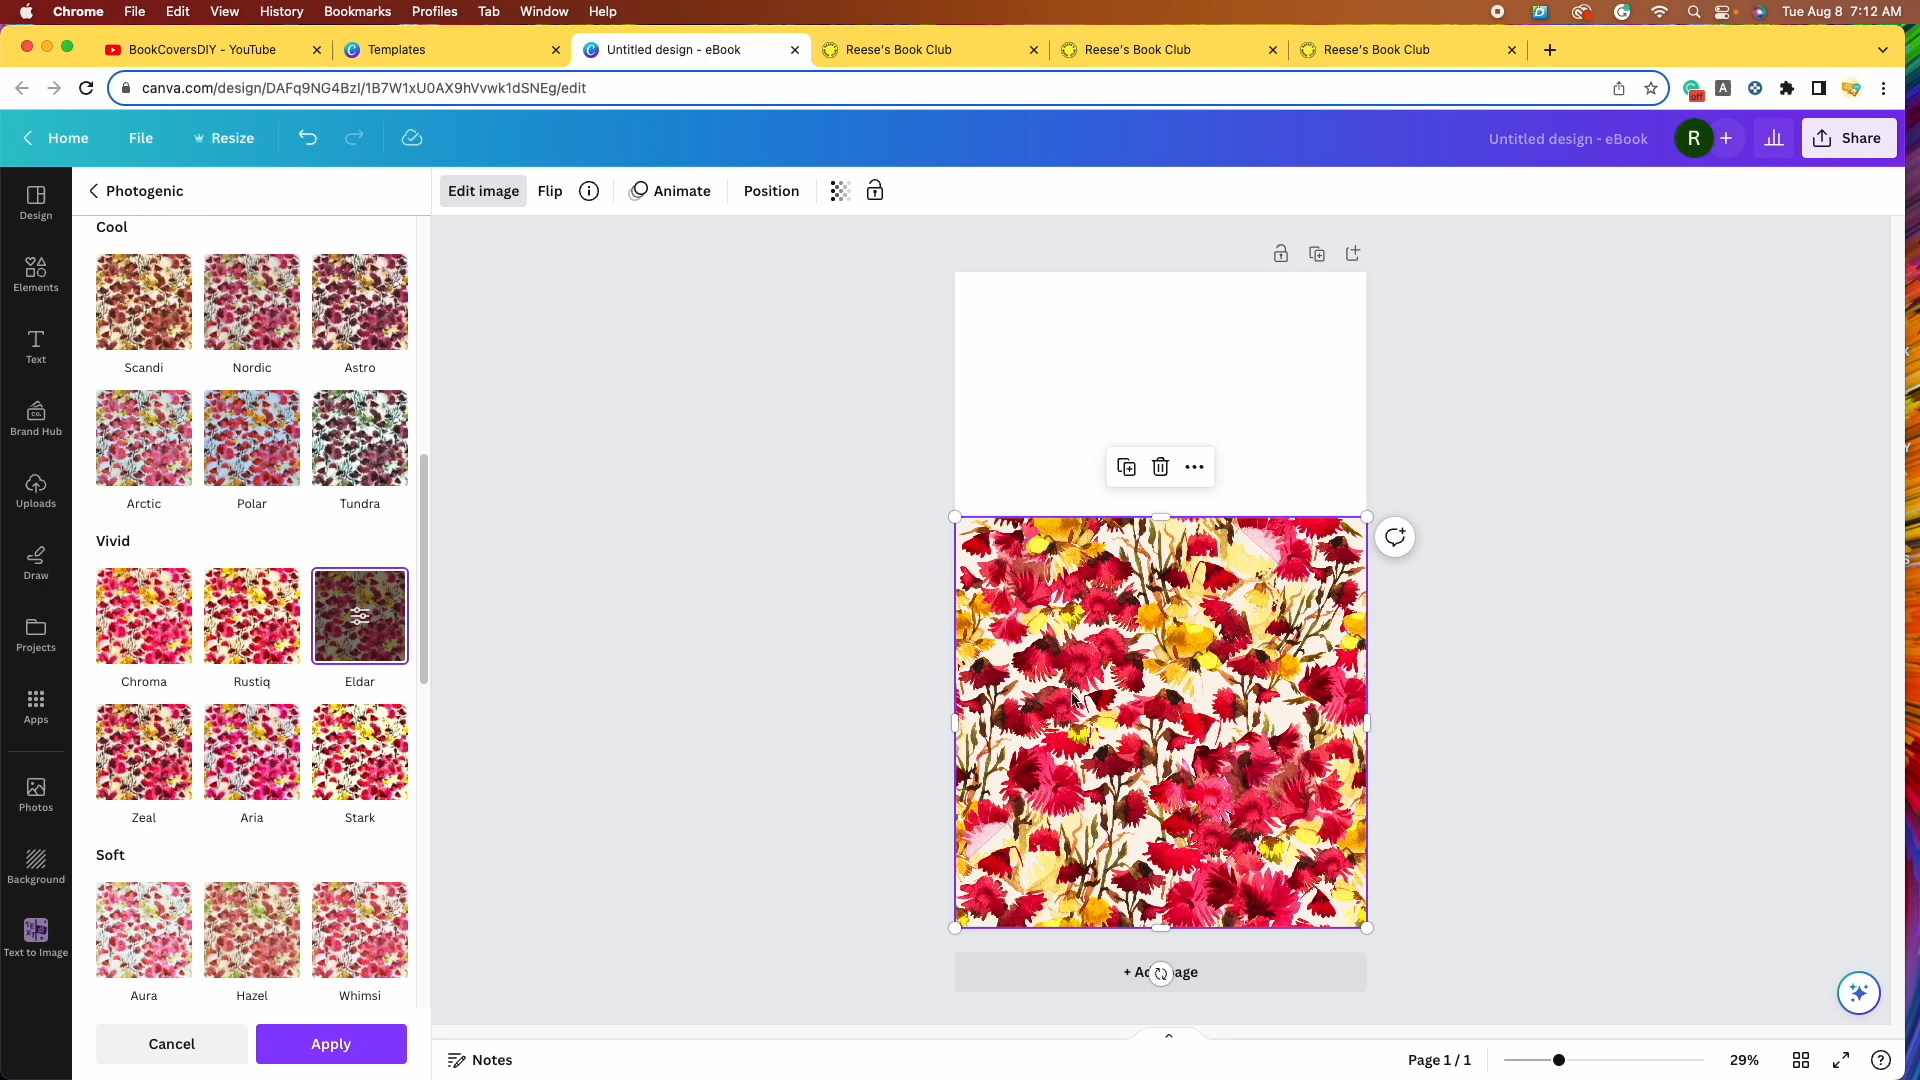 Chrome File Edit View History Bookmarks Profiles Tab Window Help Tue Aug 8 7:12 AM
BookCoversDIY - YouTube Templates Untitled design - eBook Reese's Book Club Reese's Book Club Reese's Book Club
canva.com/design/DAFq9NG4BzI/1B7W1xU0AX9hVvwk1dSNEg/edit
off A
Home File Resize Untitled design - eBook R Share
Photogenic Edit image Flip Animate Position
Design
Cool
Elements
Scandi Nordic Astro
Text
Brand Hub
Arctic Polar Tundra
Uploads
Vivid
Draw
Projects
Chroma Rustiq Eldar
Apps
Photos
Zeal Aria Stark
Soft
Background
Text to Image
+ Ad age
Aura Hazel Whimsi
Cancel Apply
Notes Page 1 / 1 29%